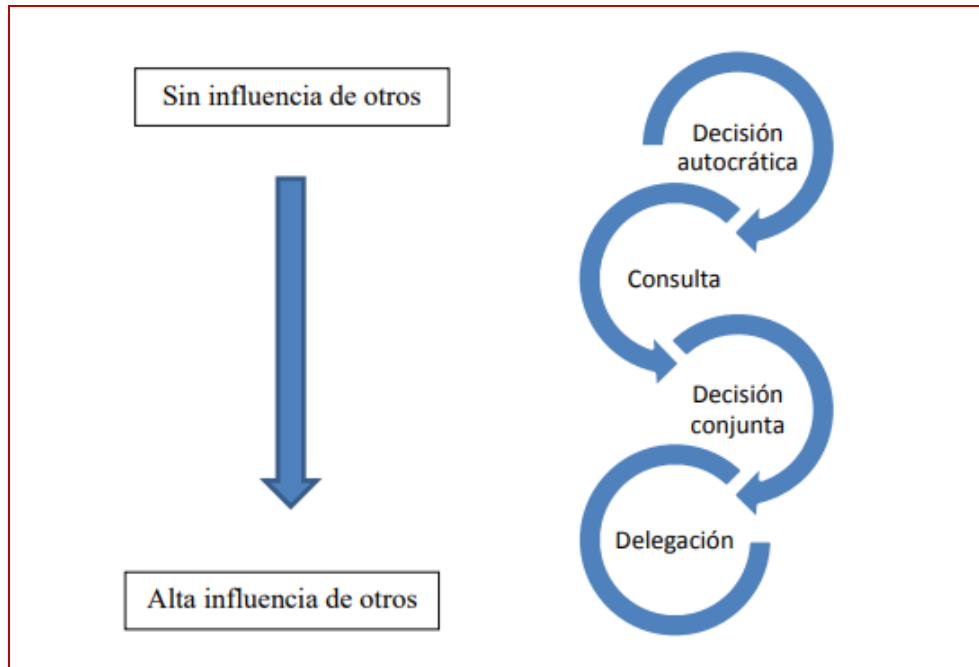 Sin influencia de otros
Decisión
autocrática
Consulta
Decisión
conjunta
Delegación
Alta influencia de otros